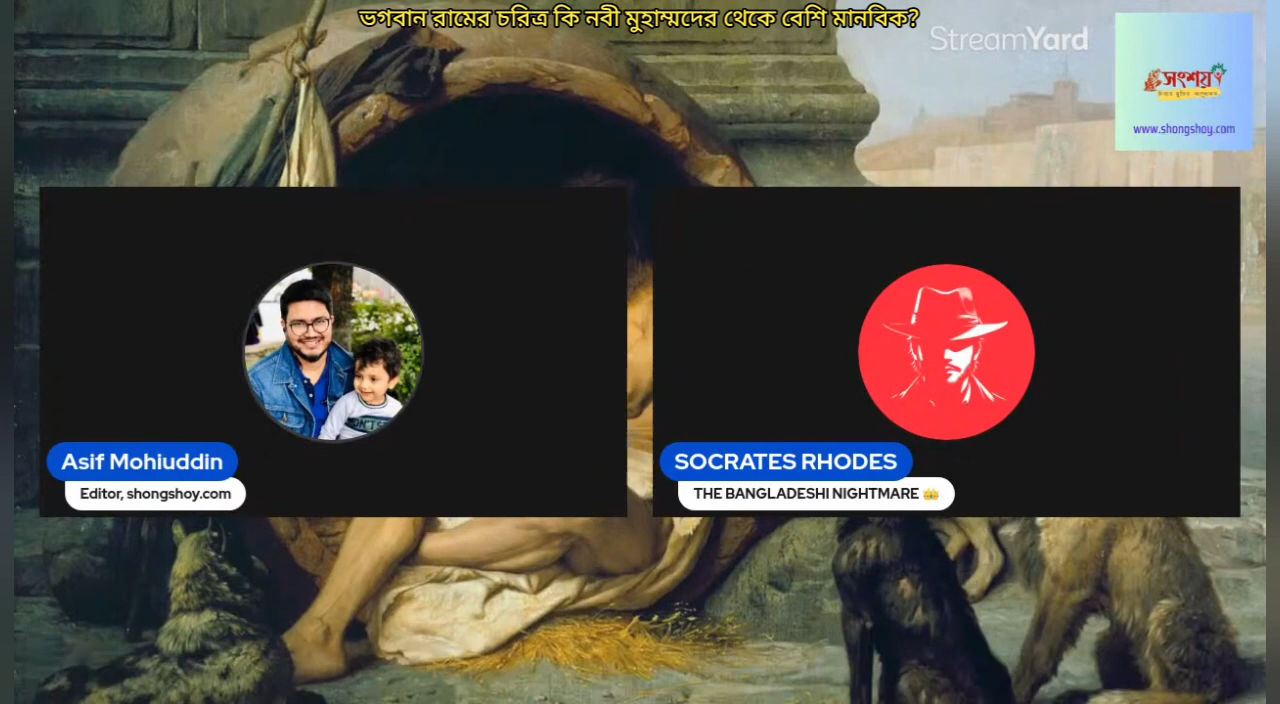 ভগবান রামের চরিত্র কি নবী মুহাম্মদের থেকে বেশি মানবিক?
StreamYard
সংশয়
www.shongshoy.com
Asif Mohiuddin
Editor, shongshoy.com
SOCRATES RHODES
THE BANGLADESHI NIGHTMARE 👑